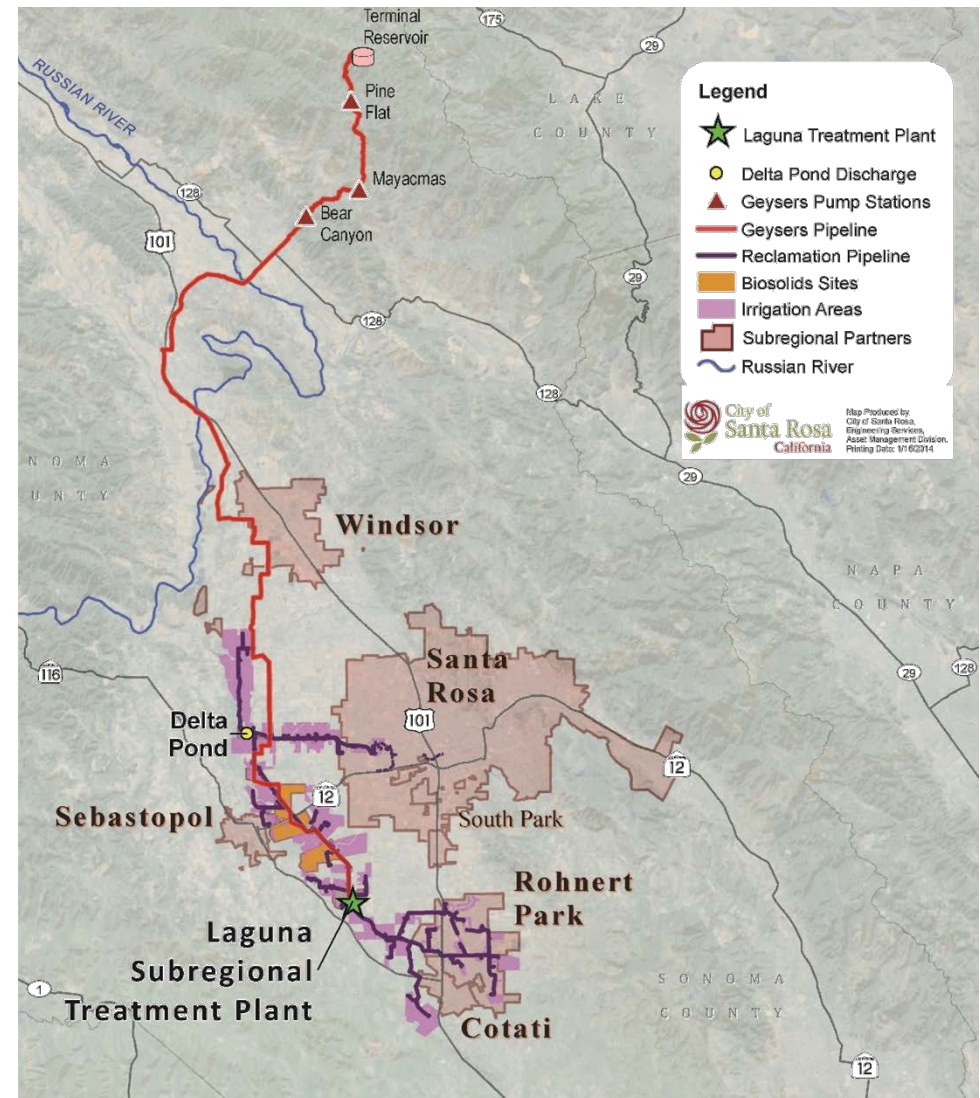 Terminal
Reservoir
175
29
RUSSIAN RIVER
Pine
Flat
LAKE
COUNTY
Legend
Laguna Treatment Plant
Delta Pond Discharge
Geysers Pump Stations
Geysers Pipeline
Reclamation Pipeline
Biosolids Sites
Irrigation Areas
Subregional Partners
Russian River
City of
Santa Rosa
California
Map Produced by
City of Santa Rosa,
Engineering Services,
Asset Management Division.
Printing Date: 1/16/2014
128
Mayacmas
Bear
Canyon
101
29
128
128
NOMA
UNTY
29
Windsor
NAPA
COUNTY
116
Santa
Rosa
29
128
101
Delta
Pond
12
12
Sebastopol
South Park
Rohnert
Park
Laguna
Subregional
Treatment Plant
1
SONOMA
COUNTY
Cotati
12